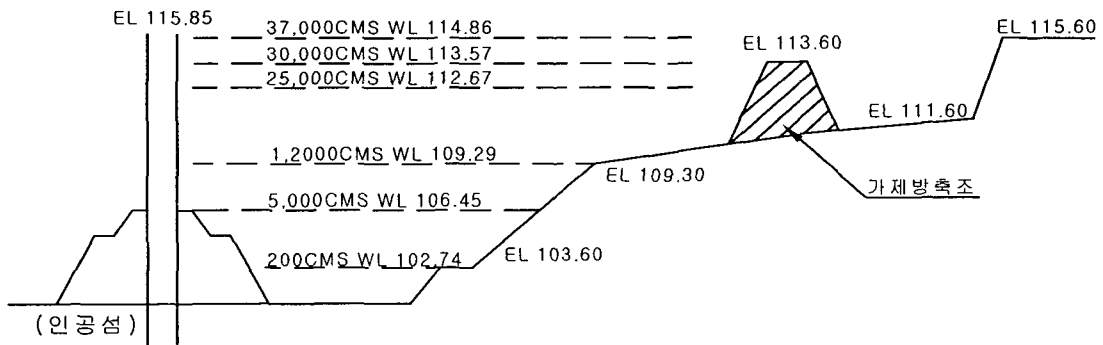 EL 115.85
37,000CMS WL 114.86
30,000CMS WL 113.57
25,000CMS WL 112.67
EL 113.60
EL 115.60
EL 111.60
1,2000CMS WL 109.29
EL 109.30
가제방축조
5,000CMS WL 106.45
EL 103.60
200CMS WL 102.74
(인공섬)